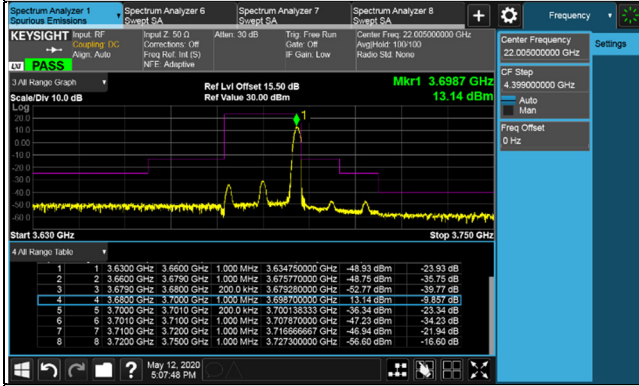 Spectrum Analyzer 1
Spurious Emissions
Spectrum Analyzer 6
Swept SA
Spectrum Analyzer 7
Swept SA
Spectrum Analyzer 8
Swept SA
+
Frequency
KEYSIGHT
Input: RF
Coupling: DC
Align: Auto
Input Z: 50 Ω
Corrections: Off
Freq Ref: Int (S)
NFE: Adaptive
Atten: 30 dB
Trig: Free Run
Gate: Off
IF Gain: Low
Center Freq: 22.005000000 GHz
Avg|Hold: 100/100
Radio Std: None
PASS
Center Frequency
22.005000000 GHz
Settings
CF Step
4.399000000 GHz
Auto
Man
Freq Offset
0 Hz
3 All Range Graph
Ref Lvl Offset 15.50 dB
Mkr1 3.6987 GHz
Scale/Div 10.0 dB
Ref Value 30.00 dBm
13.14 dBm
Log
20.0
10.0
0.00
-10.0
-20.0
-30.0
-40.0
-50.0
-60.0
1
Start 3.630 GHz
Stop 3.750 GHz
4 All Range Table
1 1 3.6300 GHz 3.6600 GHz 1.000 MHz 3.634750000 GHz -48.93 dBm -23.93 dB
2 2 3.6600 GHz 3.6790 GHz 1.000 MHz 3.675770000 GHz -48.75 dBm -35.75 dB
3 3 3.6790 GHz 3.6800 GHz 200.0 kHz 3.679280000 GHz -52.77 dBm -39.77 dB
4 4 3.6800 GHz 3.7000 GHz 1.000 MHz 3.698700000 GHz 13.14 dBm -9.857 dB
5 5 3.7000 GHz 3.7010 GHz 200.0 kHz 3.700138333 GHz -36.34 dBm -23.34 dB
6 6 3.7010 GHz 3.7100 GHz 1.000 MHz 3.707870000 GHz -47.23 dBm -34.23 dB
7 7 3.7100 GHz 3.7200 GHz 1.000 MHz 3.716666667 GHz -46.94 dBm -21.94 dB
8 8 3.7200 GHz 3.7500 GHz 1.000 MHz 3.727300000 GHz -56.60 dBm -16.60 dB
?
May 12, 2020
5:07:48 PM